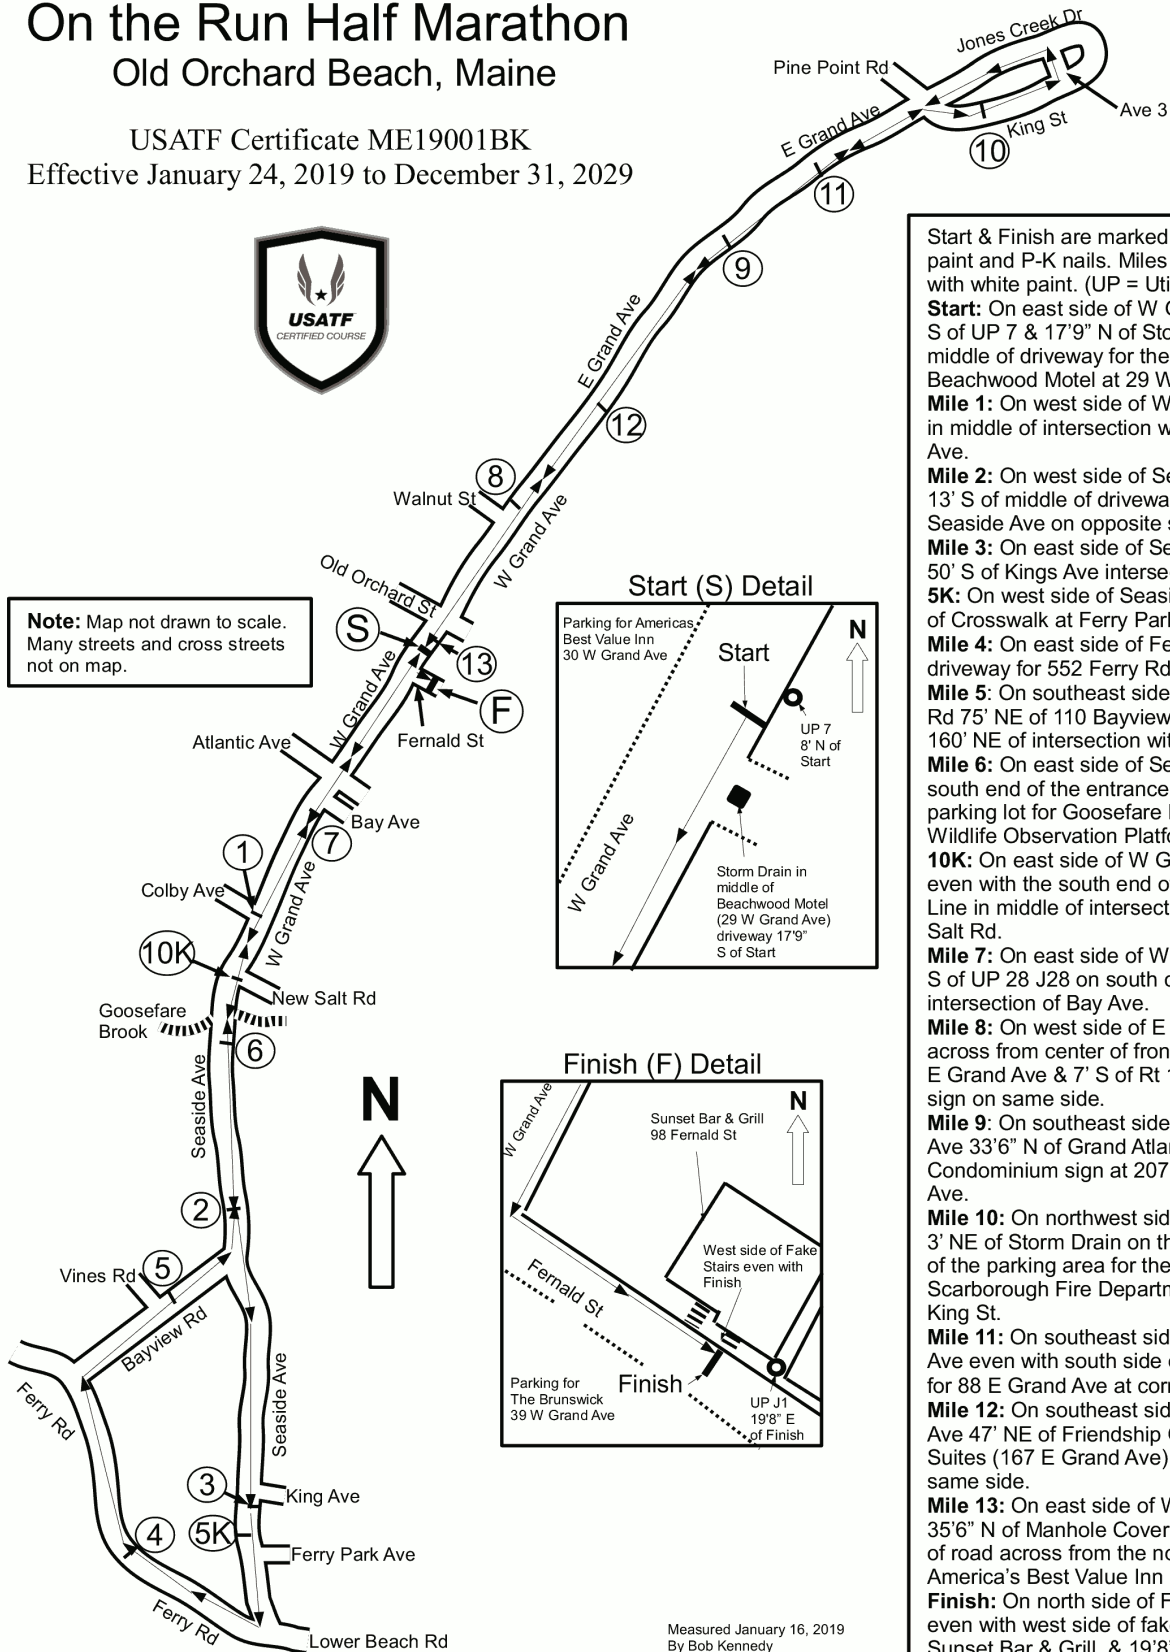 On the Run Half Marathon
Old Orchard Beach, Maine
USATF Certificate ME19001BK
Effective January 24, 2019 to December 31, 2029
USATF
CERTIFIED COURSE
Jones Creek Dr
Pine Point Rd
Ave 3
E Grand Ave
King St
10
11
9
E Grand Ave
12
8
Walnut St
W Grand Ave
Old Orchard St
S
13
F
W Grand Ave
Fernald St
Atlantic Ave
Bay Ave
7
1
Colby Ave
W Grand Ave
10K
New Salt Rd
Goosefare
Brook
6
Seaside Ave
N
2
Vines Rd
5
Bayview Rd
Ferry Rd
Seaside Ave
3
King Ave
4
5K
Ferry Park Ave
Ferry Rd
Lower Beach Rd
Note: Map not drawn to scale.
Many streets and cross streets
not on map.
Start (S) Detail
Parking for Americas
Best Value Inn
30 W Grand Ave
N
Start
UP 7
8' N of
Start
W Grand Ave
Storm Drain in
middle of
Beachwood Motel
(29 W Grand Ave)
driveway 17'9”
S of Start
Finish (F) Detail
W Grand Ave
Sunset Bar & Grill
98 Fernald St
N
West side of Fake
Stairs even with
Finish
Fernald St
Finish
Parking for
The Brunswick
39 W Grand Ave
UP J1
19'8” E
of Finish
Measured January 16, 2019
By Bob Kennedy
Start & Finish are marked
paint and P-K nails. Miles
with white paint. (UP = Uti
Start: On east side of W G
S of UP 7 & 17’9” N of Sto
middle of driveway for the
Beachwood Motel at 29 W
Mile 1: On west side of W
in middle of intersection w
Ave.
Mile 2: On west side of Se
13’ S of middle of drivewa
Seaside Ave on opposite s
Mile 3: On east side of Se
50’ S of Kings Ave interse
5K: On west side of Seasi
of Crosswalk at Ferry Park
Mile 4: On east side of Fe
driveway for 552 Ferry Rd
Mile 5: On southeast side
Rd 75’ NE of 110 Bayview
160’ NE of intersection wit
Mile 6: On east side of Se
south end of the entrance
parking lot for Goosefare
Wildlife Observation Platfo
10K: On east side of W G
even with the south end of
Line in middle of intersect
Salt Rd.
Mile 7: On east side of W
S of UP 28 J28 on south c
intersection of Bay Ave.
Mile 8: On west side of E
across from center of fron
E Grand Ave & 7’ S of Rt
sign on same side.
Mile 9: On southeast side
Ave 33’6” N of Grand Atla
Condominium sign at 207
Ave.
Mile 10: On northwest sid
3’ NE of Storm Drain on th
of the parking area for the
Scarborough Fire Departm
King St.
Mile 11: On southeast sid
Ave even with south side
for 88 E Grand Ave at corn
Mile 12: On southeast sid
Ave 47’ NE of Friendship
Suites (167 E Grand Ave)
same side.
Mile 13: On east side of W
35’6” N of Manhole Cover
of road across from the no
America’s Best Value Inn
Finish: On north side of F
even with west side of fak
Sunset Bar & Grill, & 19’8